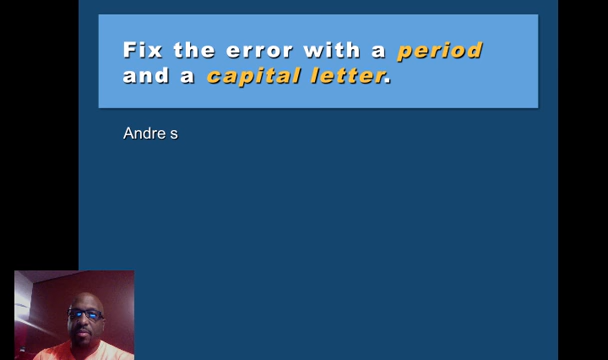 Fix the error with a period
and a capital letter.
Andre s